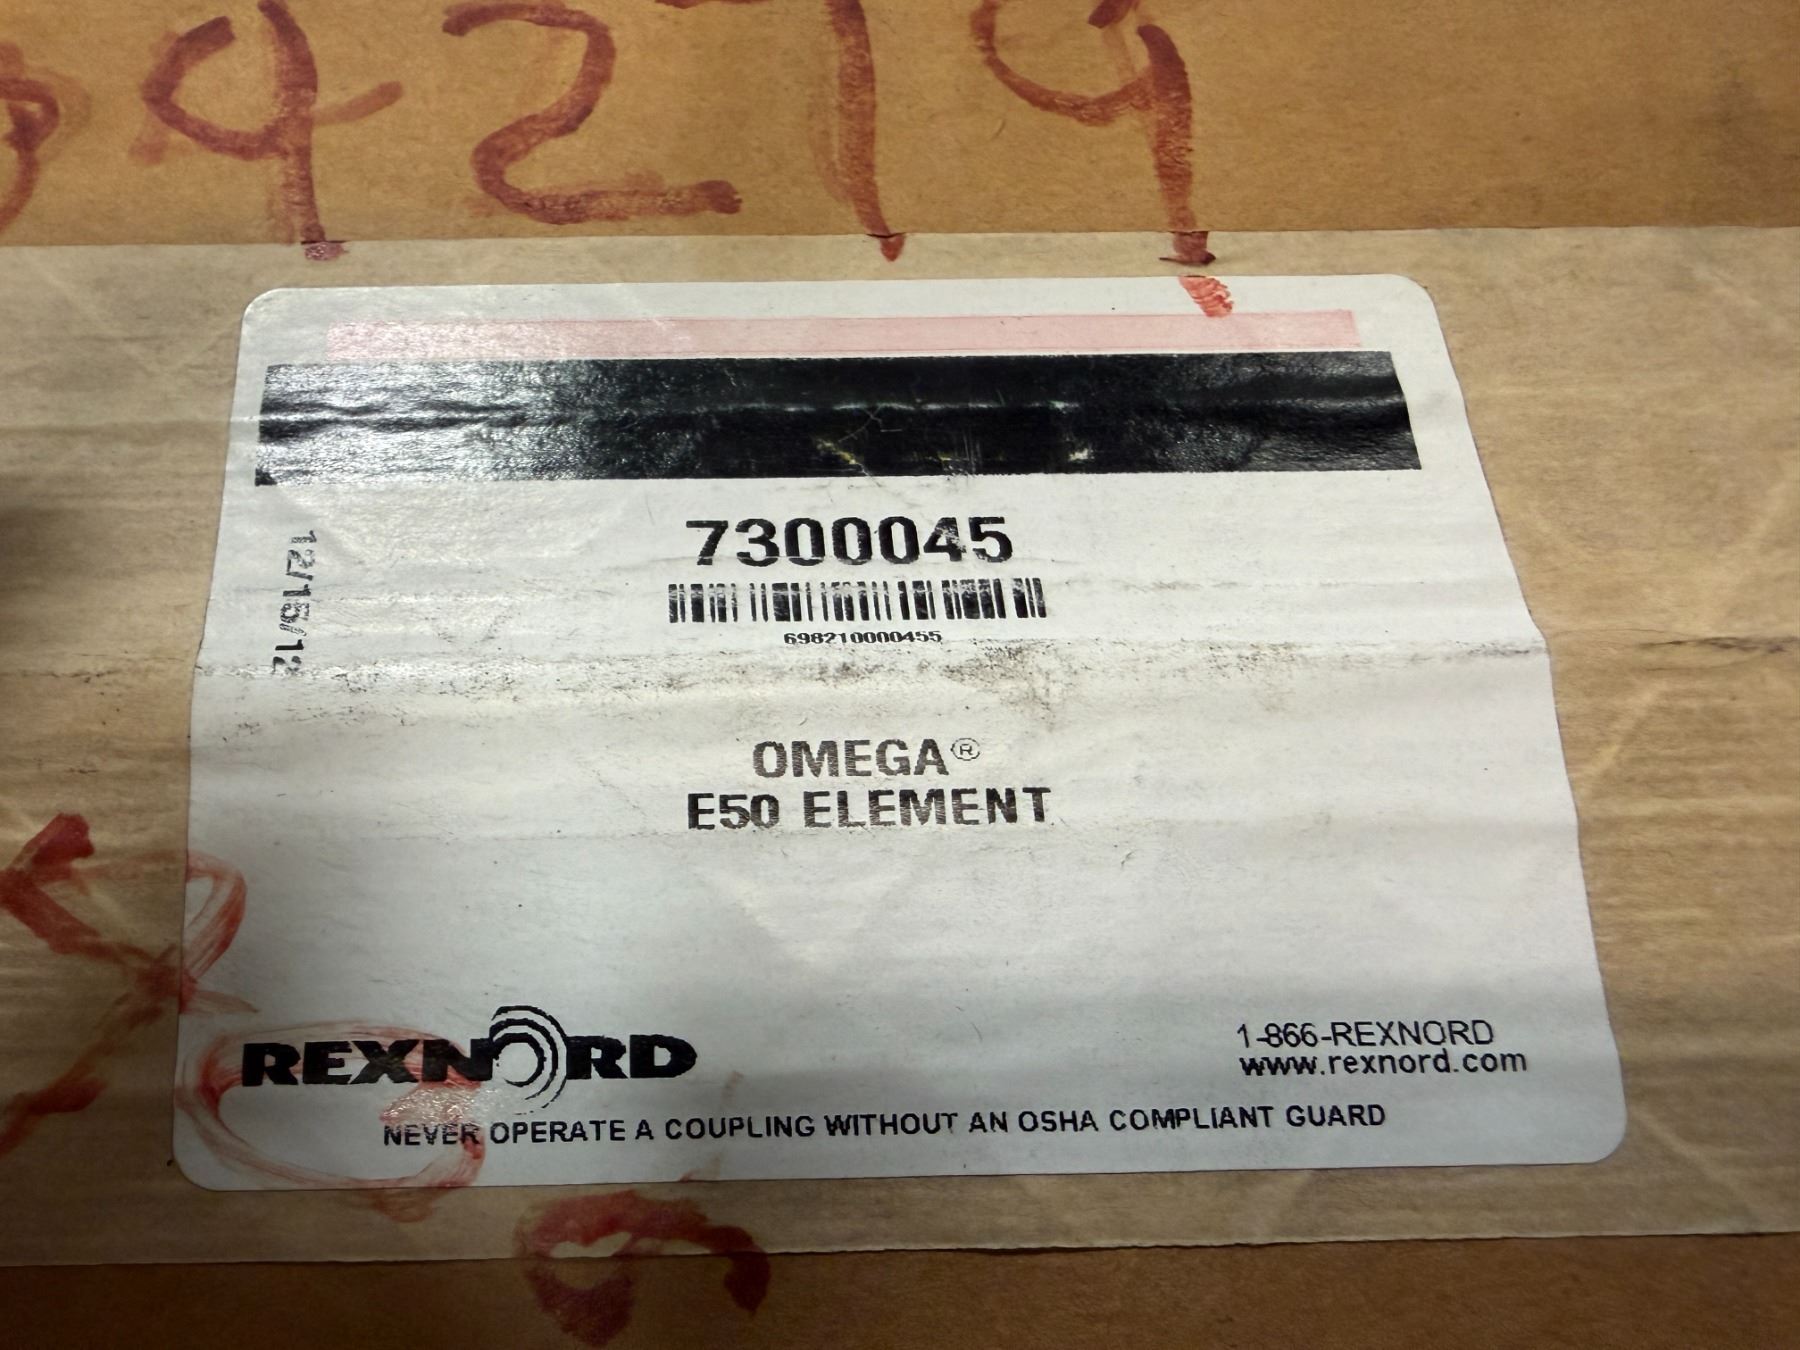 4279
7300045
12/15/12
698210000455
OMEGA®
E50 ELEMENT
REXNORD
1-866-REXNORD
www.rexnord.com
NEVER OPERATE A COUPLING WITHOUT AN OSHA COMPLIANT GUARD